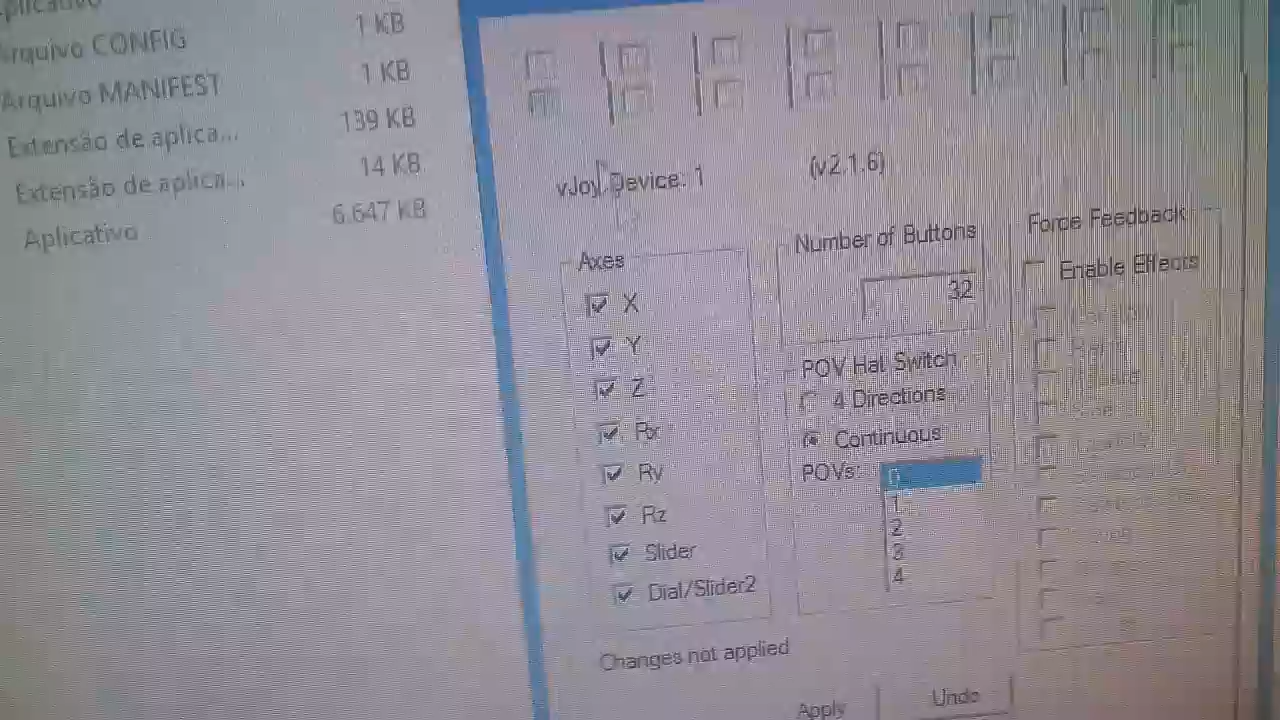 Arquivo CONFIG
1 KB
Arquivo MANIFEST
1 KB
Extensão de aplica...
139 KB
Extensão de aplica...
14 KB
Aplicativo
6.647 KB
vJoy Device: 1
(v2.1.6)
Axes
X
Y
Z
Rx
Ry
Rz
Slider
Dial/Slider2
Number of Buttons
32
POV Hat Switch
4 Directions
Continuous
POVs:
0
1
2
3
4
Force Feedback
Enable Effects
Changes not applied
Apply
Undo